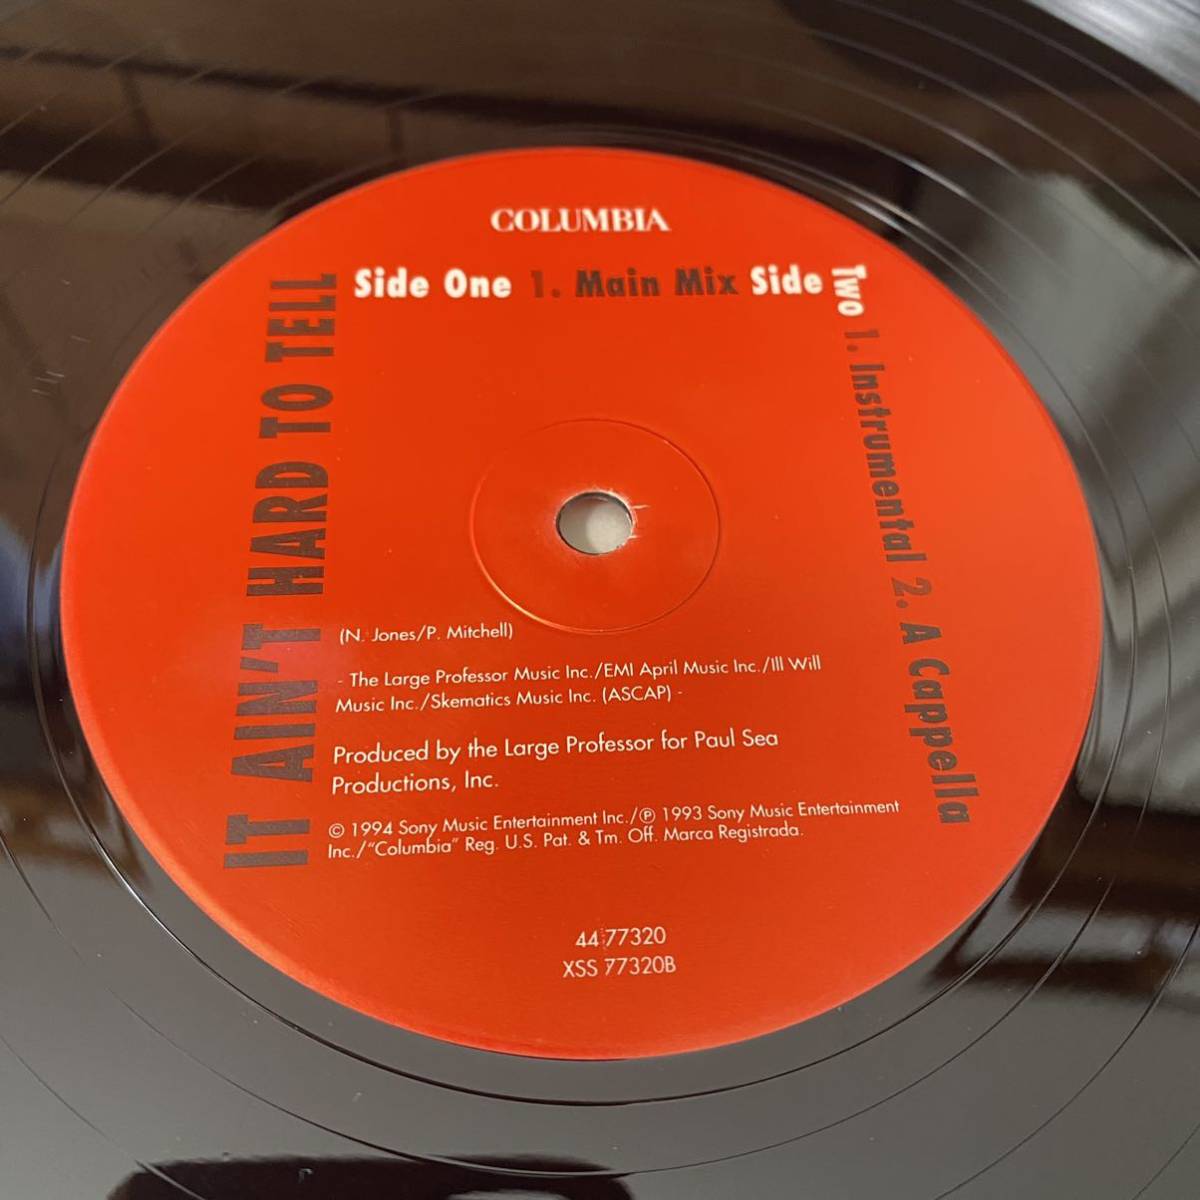 COLUMBIA
IT AIN'T HARD TO TELL
Side One 1. Main Mix Side Two 1. Instrumental 2. A Cappella
(N. Jones/P. Mitchell)
- The Large Professor Music Inc./EMI April Music Inc./Ill Will
Music Inc./Skematics Music Inc. (ASCAP) -
Produced by the Large Professor for Paul Sea
Productions, Inc.
© 1994 Sony Music Entertainment Inc./℗ 1993 Sony Music Entertainment
Inc./"Columbia" Reg. U.S. Pat. & Tm. Off. Marca Registrada.
44 77320
XSS 77320B